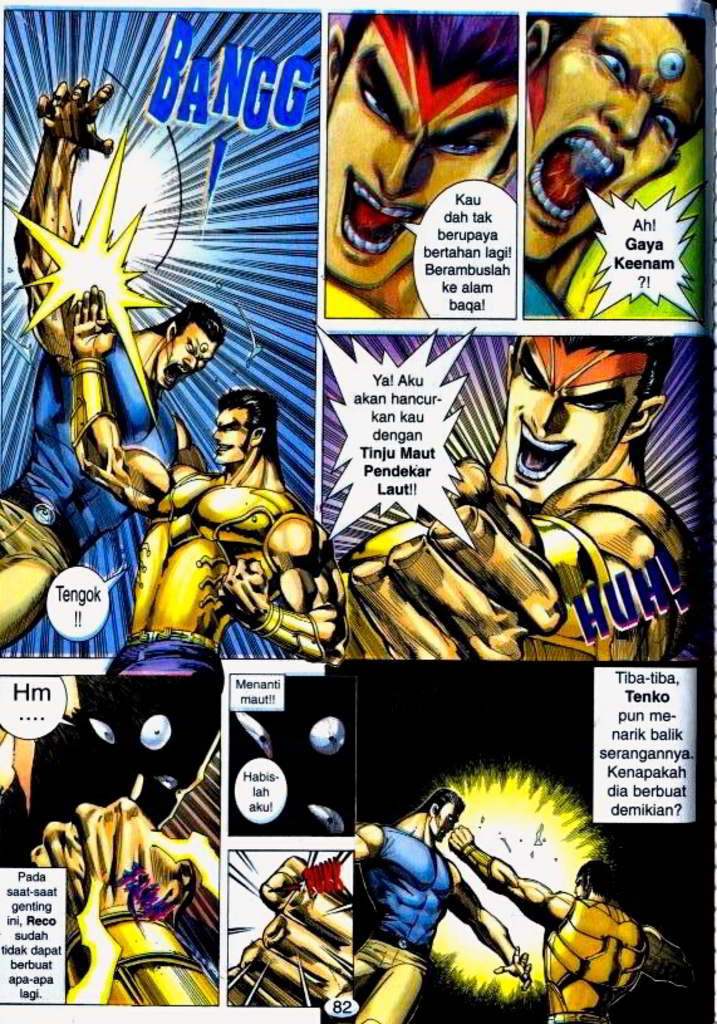 BANGG
!
Tengok
!!
Kau
dah tak
berupaya
bertahan lagi!
Berambuslah
ke alam
baqa!
Ah!
Gaya
Keenam
?!
Ya! Aku
akan hancur-
kan kau
dengan
Tinju Maut
Pendekar
Laut!!
HUH!
Hm
....
Pada
saat-saat
genting
ini, Reco
sudah
tidak dapat
berbuat
apa-apa
lagi.
Menanti
maut!!
Habis-
lah
aku!
Tiba-tiba,
Tenko
pun me-
narik balik
serangannya.
Kenapakah
dia berbuat
demikian?
82